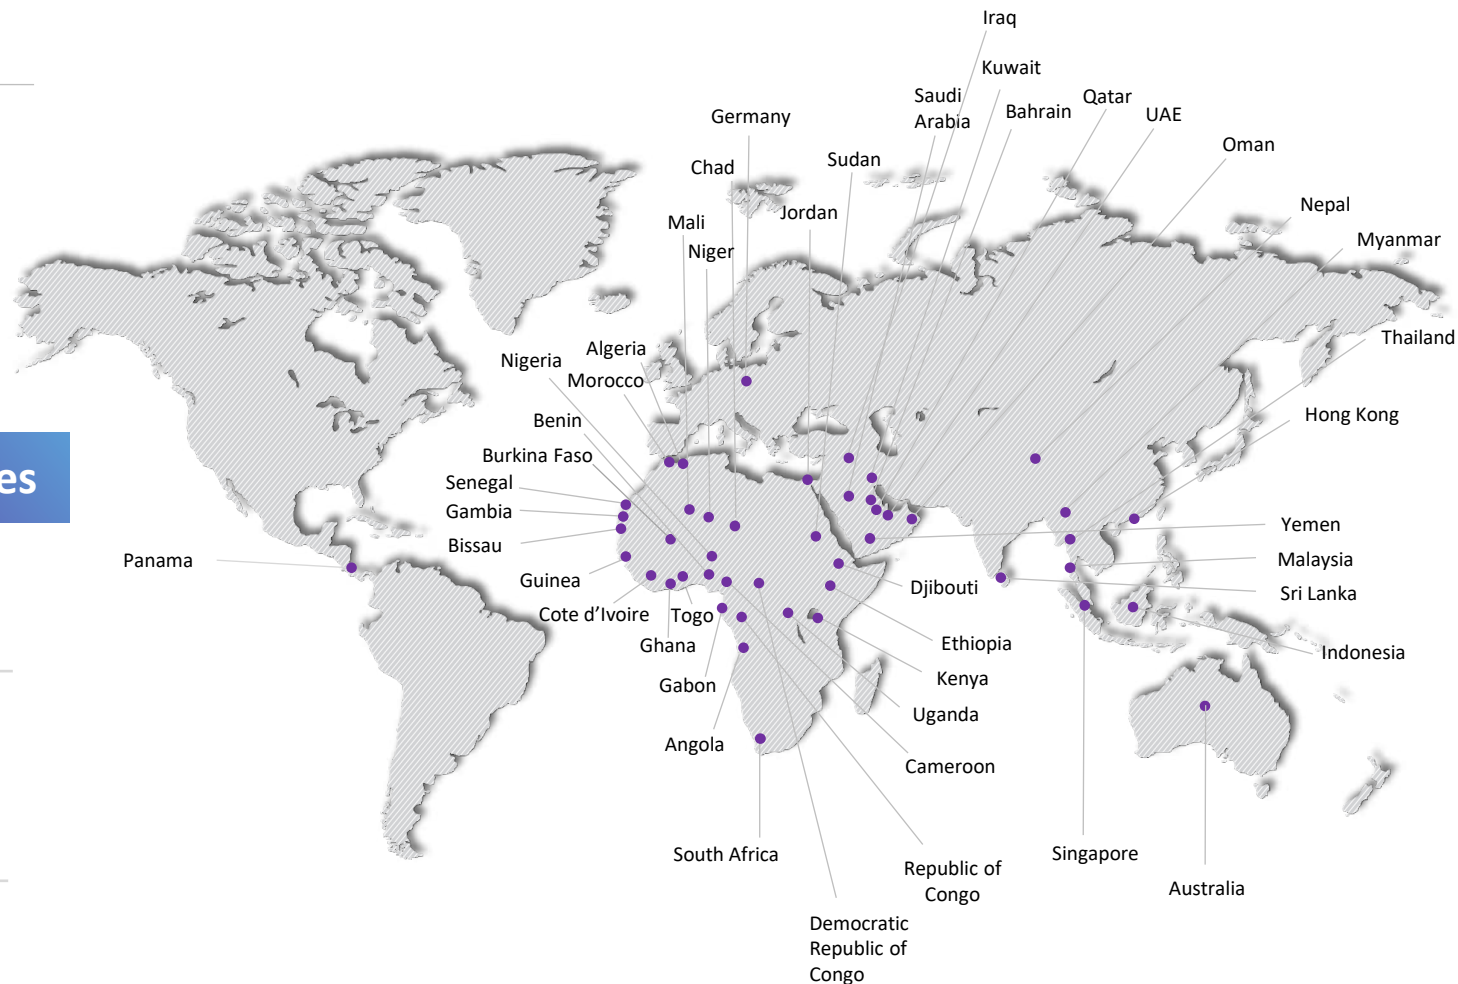 Iraq
Kuwait
Saudi
Arabia
Qatar
Bahrain
UAE
Germany
Oman
Sudan
Chad
Nepal
Jordan
Mali
Myanmar
Niger
Thailand
Algeria
Nigeria
Morocco
Hong Kong
Benin
Burkina Faso
es
Senegal
Gambia
Yemen
Bissau
Panama
Malaysia
Guinea
Djibouti
Sri Lanka
Cote d’Ivoire
Togo
Ghana
Ethiopia
Indonesia
Kenya
Gabon
Uganda
Angola
Cameroon
South Africa
Singapore
Republic of
Congo
Australia
Democratic
Republic of
Congo